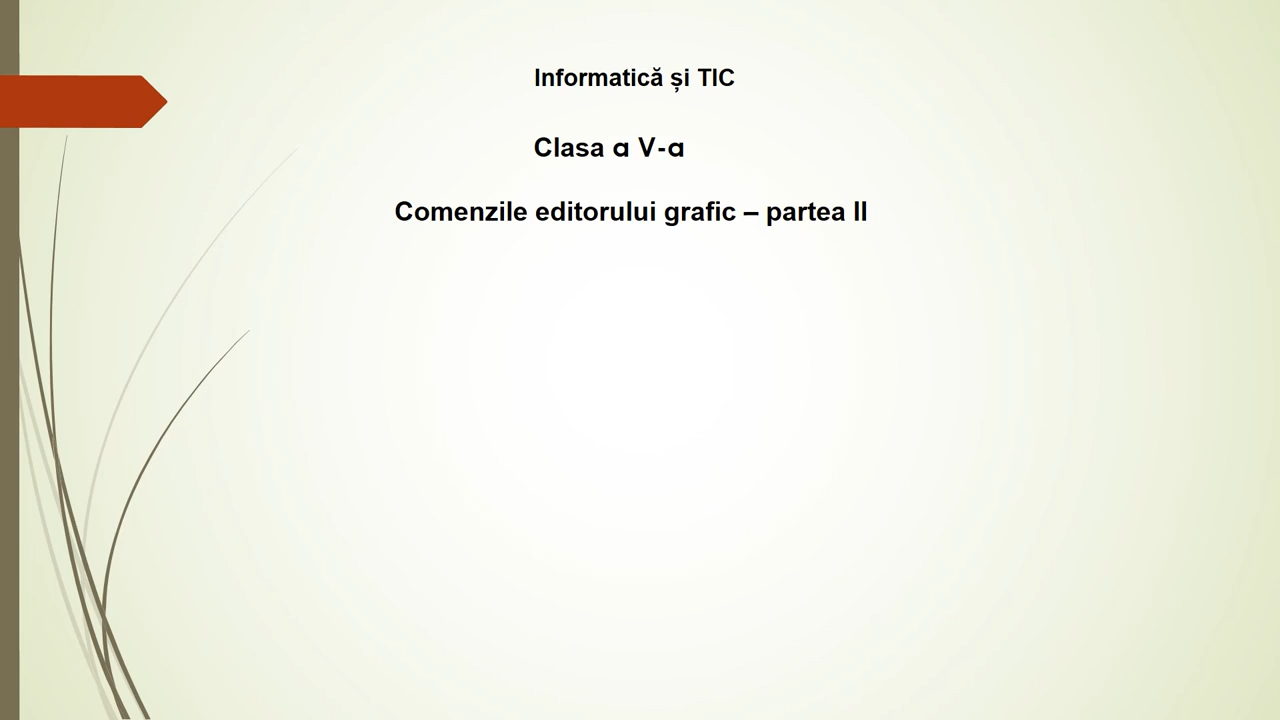 Informatică și TIC
Clasa a V-a
Comenzile editorului grafic – partea II